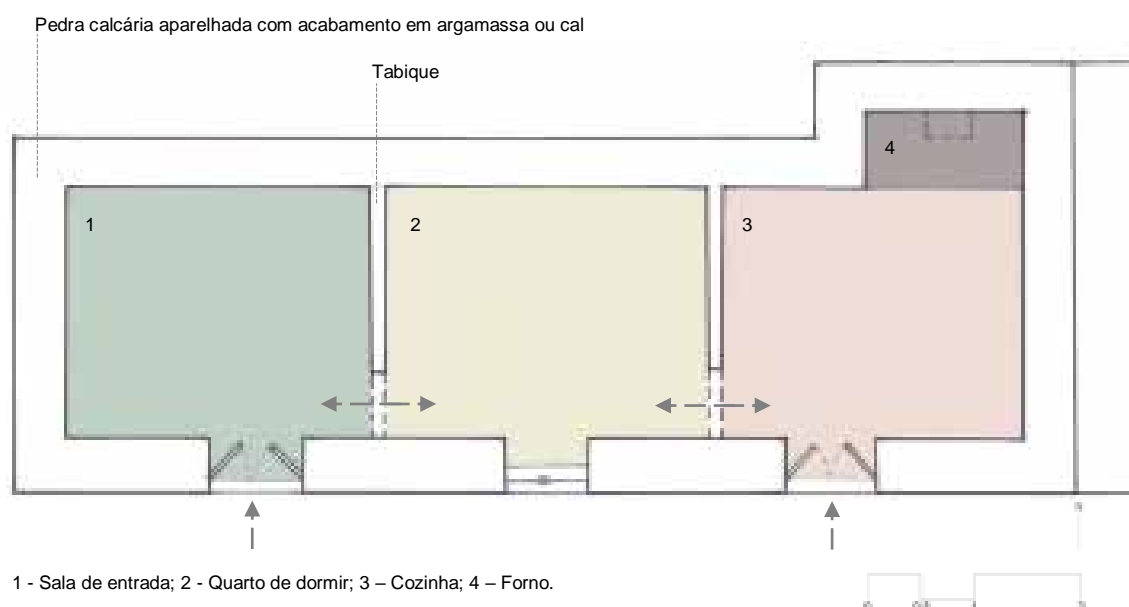 Pedra calcária aparelhada com acabamento em argamassa ou cal
Tabique
4
1
2
3
1 - Sala de entrada; 2 - Quarto de dormir; 3 – Cozinha; 4 – Forno.